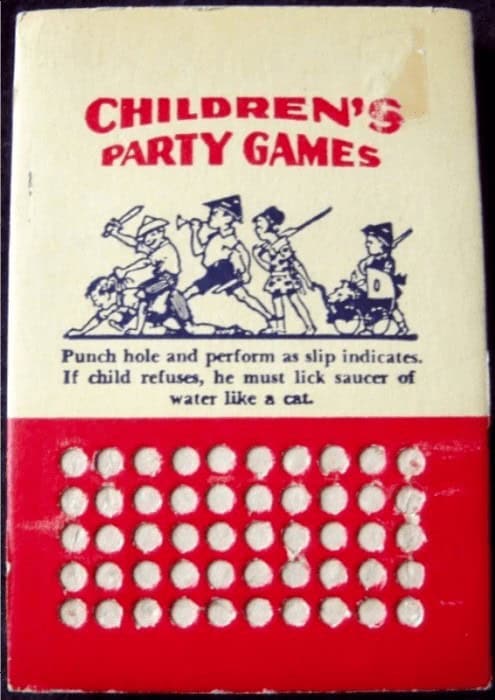 CHILDREN'S
PARTY GAMES
Punch hole and perform as slip indicates.
If child refuses, he must lick saucer of
water like a cat.